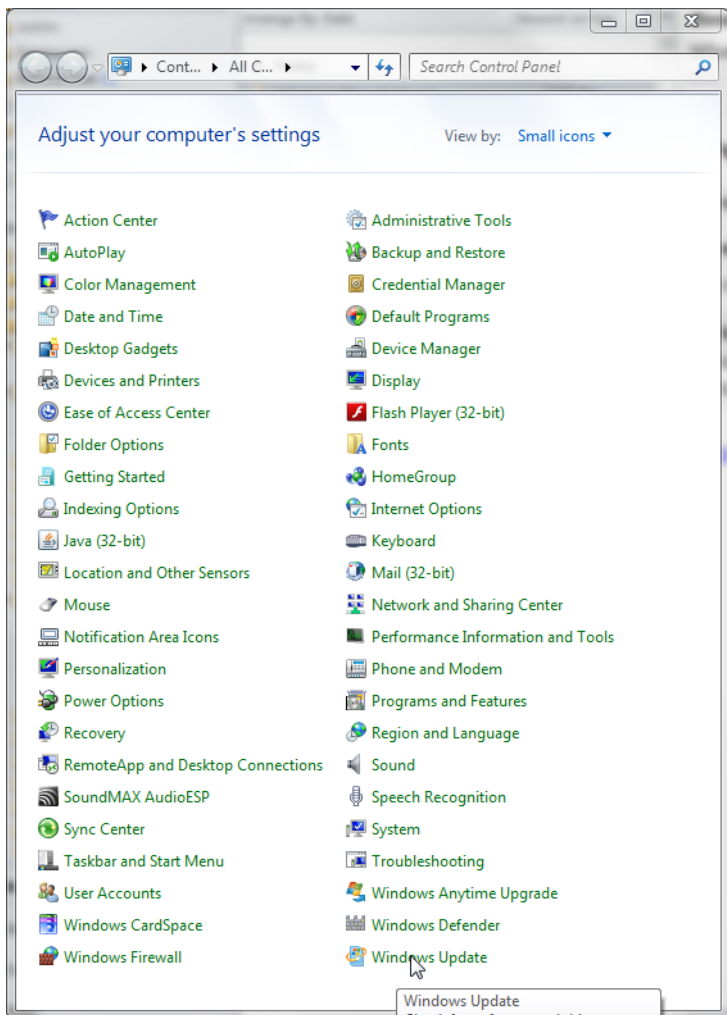 Cont... All C...
Search Control Panel
Adjust your computer's settings
View by: Small icons
Action Center
Administrative Tools
AutoPlay
Backup and Restore
Color Management
Credential Manager
Date and Time
Default Programs
Desktop Gadgets
Device Manager
Devices and Printers
Display
Ease of Access Center
Flash Player (32-bit)
Folder Options
Fonts
Getting Started
HomeGroup
Indexing Options
Internet Options
Java (32-bit)
Keyboard
Location and Other Sensors
Mail (32-bit)
Mouse
Network and Sharing Center
Notification Area Icons
Performance Information and Tools
Personalization
Phone and Modem
Power Options
Programs and Features
Recovery
Region and Language
RemoteApp and Desktop Connections
Sound
SoundMAX AudioESP
Speech Recognition
Sync Center
System
Taskbar and Start Menu
Troubleshooting
User Accounts
Windows Anytime Upgrade
Windows CardSpace
Windows Defender
Windows Firewall
Windows Update
Windows Update